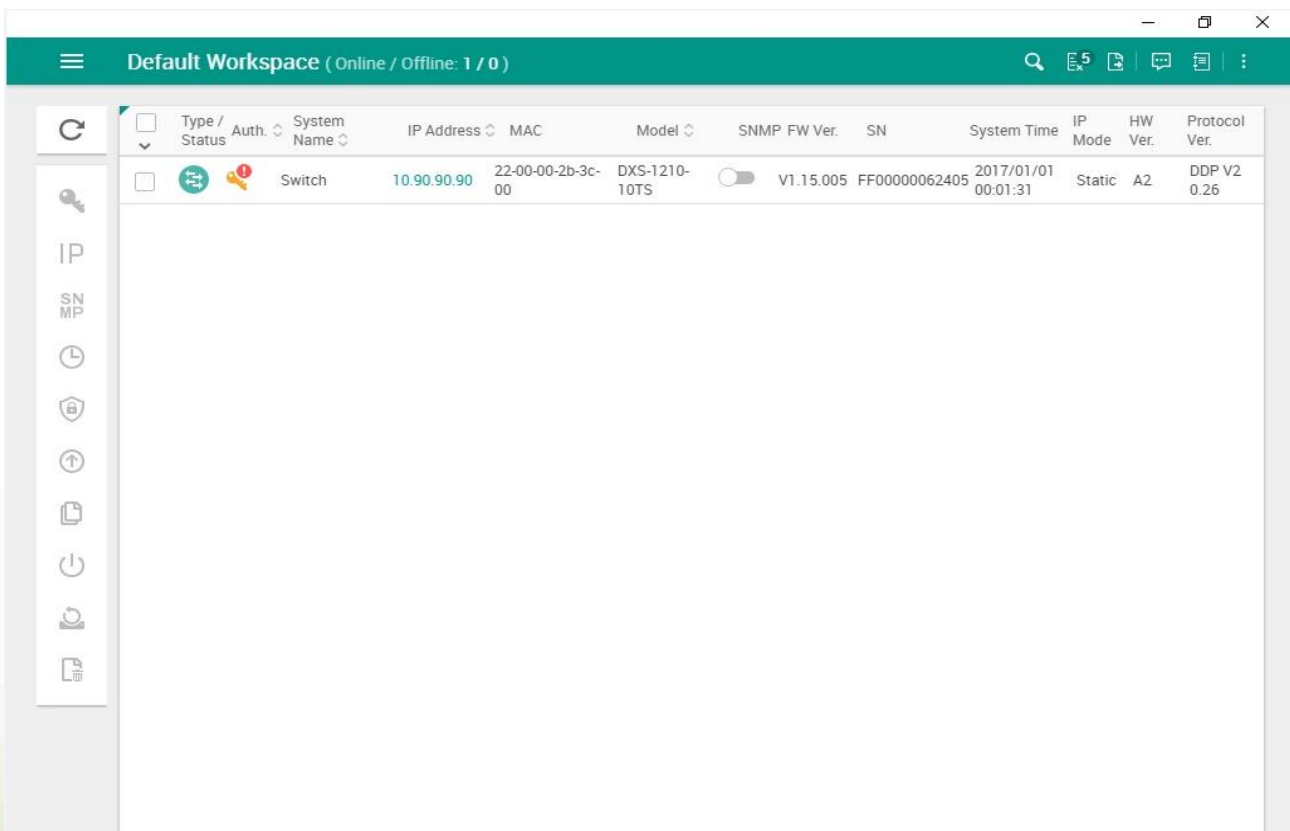 Default Workspace ( Online / Offline: 1 / 0 )
5
Type / Status Auth. System Name IP Address MAC Model SNMP FW Ver. SN System Time IP Mode HW Ver. Protocol Ver.
Switch 10.90.90.90 22-00-00-2b-3c-00 DXS-1210-10TS V1.15.005 FF00000062405 2017/01/01 00:01:31 Static A2 DDP V2 0.26
IP
SN
MP